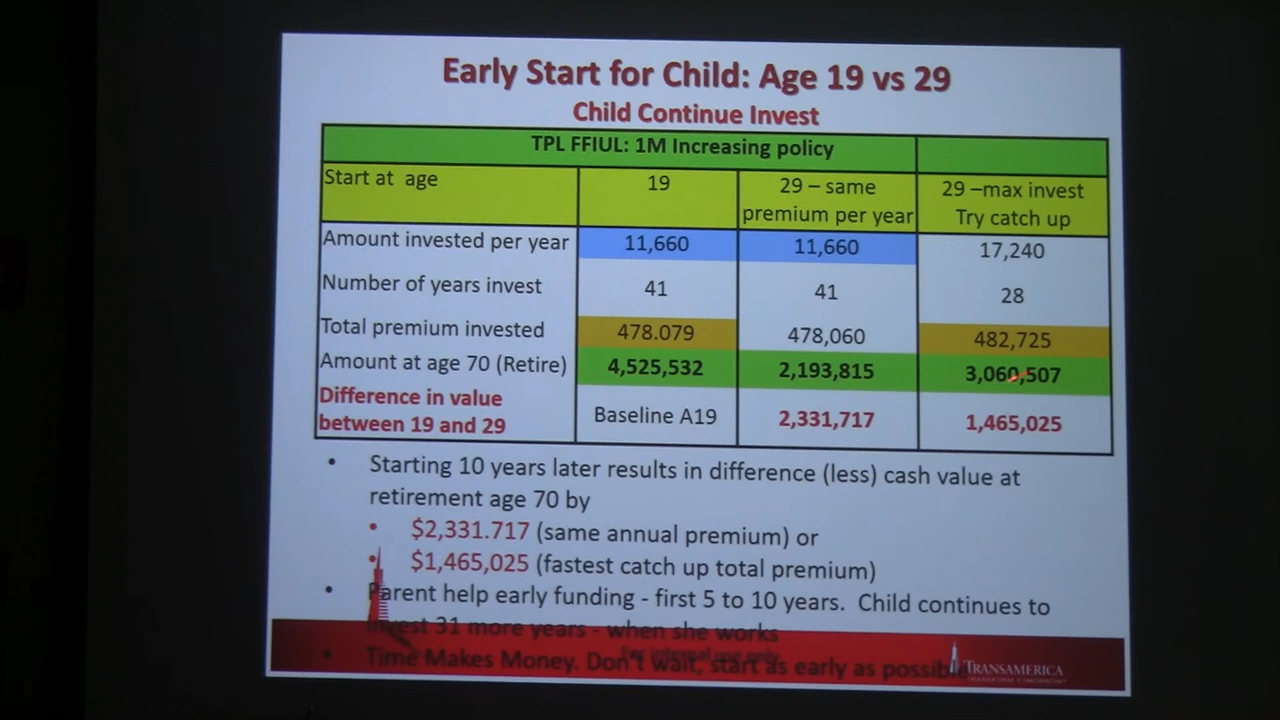 Early Start for Child: Age 19 vs 29
Child Continue Invest
TPL FFIUL: 1M Increasing policy
Start at age 19 29 – same premium per year 29 –max invest Try catch up
Amount invested per year 11,660 11,660 17,240
Number of years invest 41 41 28
Total premium invested 478.079 478,060 482,725
Amount at age 70 (Retire) 4,525,532 2,193,815 3,060,507
Difference in value between 19 and 29 Baseline A19 2,331,717 1,465,025
• Starting 10 years later results in difference (less) cash value at
retirement age 70 by
• $2,331.717 (same annual premium) or
• $1,465,025 (fastest catch up total premium)
• Parent help early funding - first 5 to 10 years. Child continues to
invest 31 more years - when she works
For internal use only
• Time Makes Money. Don't wait, start as early as possible
TRANSAMERICA
TRANSFORM TOMORROW